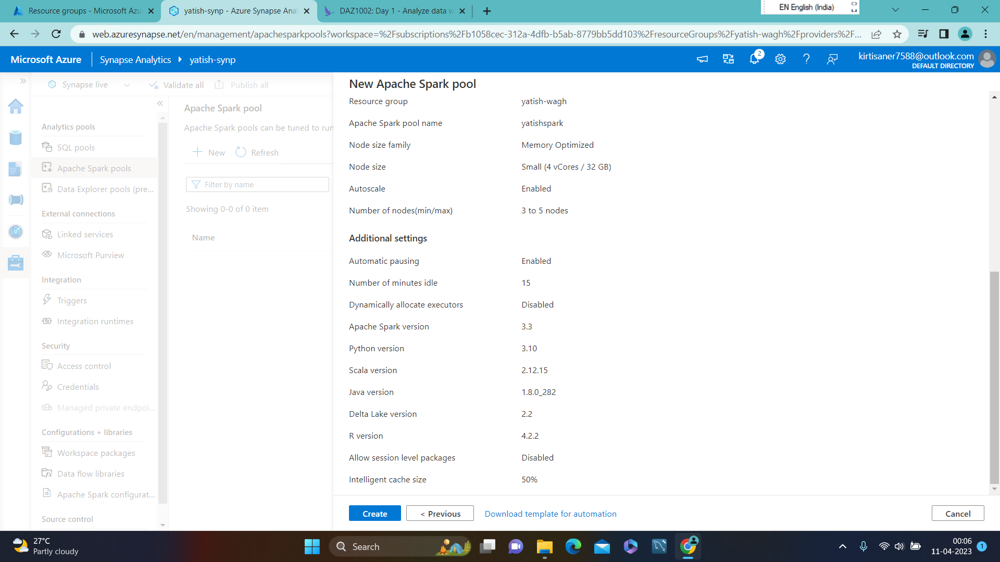 Resource groups - Microsoft Azu
yatish-synp - Azure Synapse Anal
DAZ1002: Day 1 - Analyze data w
EN English (India)
web.azuresynapse.net/en/management/apachesparkpools?workspace=%2Fsubscriptions%2Fb1058cec-312a-4dfb-b5ab-8779bb5dd103%2FresourceGroups%2Fyatish-wagh%2Fproviders%2F...
Microsoft Azure
Synapse Analytics
yatish-synp
2
kirtisaner7588@outlook.com
DEFAULT DIRECTORY
Synapse live
Validate all
Publish all
Analytics pools
SQL pools
Apache Spark pools
Data Explorer pools (pre...
External connections
Linked services
Microsoft Purview
Integration
Triggers
Integration runtimes
Security
Access control
Credentials
Managed private endpoi...
Configurations + libraries
Workspace packages
Data flow libraries
Apache Spark configurat...
Source control
Apache Spark pool
Apache Spark pools can be tuned to run
New
Refresh
Filter by name
Showing 0-0 of 0 item
Name
New Apache Spark pool
Resource group yatish-wagh
Apache Spark pool name yatishspark
Node size family Memory Optimized
Node size Small (4 vCores / 32 GB)
Autoscale Enabled
Number of nodes(min/max) 3 to 5 nodes
Additional settings
Automatic pausing Enabled
Number of minutes idle 15
Dynamically allocate executors Disabled
Apache Spark version 3.3
Python version 3.10
Scala version 2.12.15
Java version 1.8.0_282
Delta Lake version 2.2
R version 4.2.2
Allow session level packages Disabled
Intelligent cache size 50%
Create
< Previous
Download template for automation
Cancel
27°C
Partly cloudy
Search
00:06
11-04-2023
1